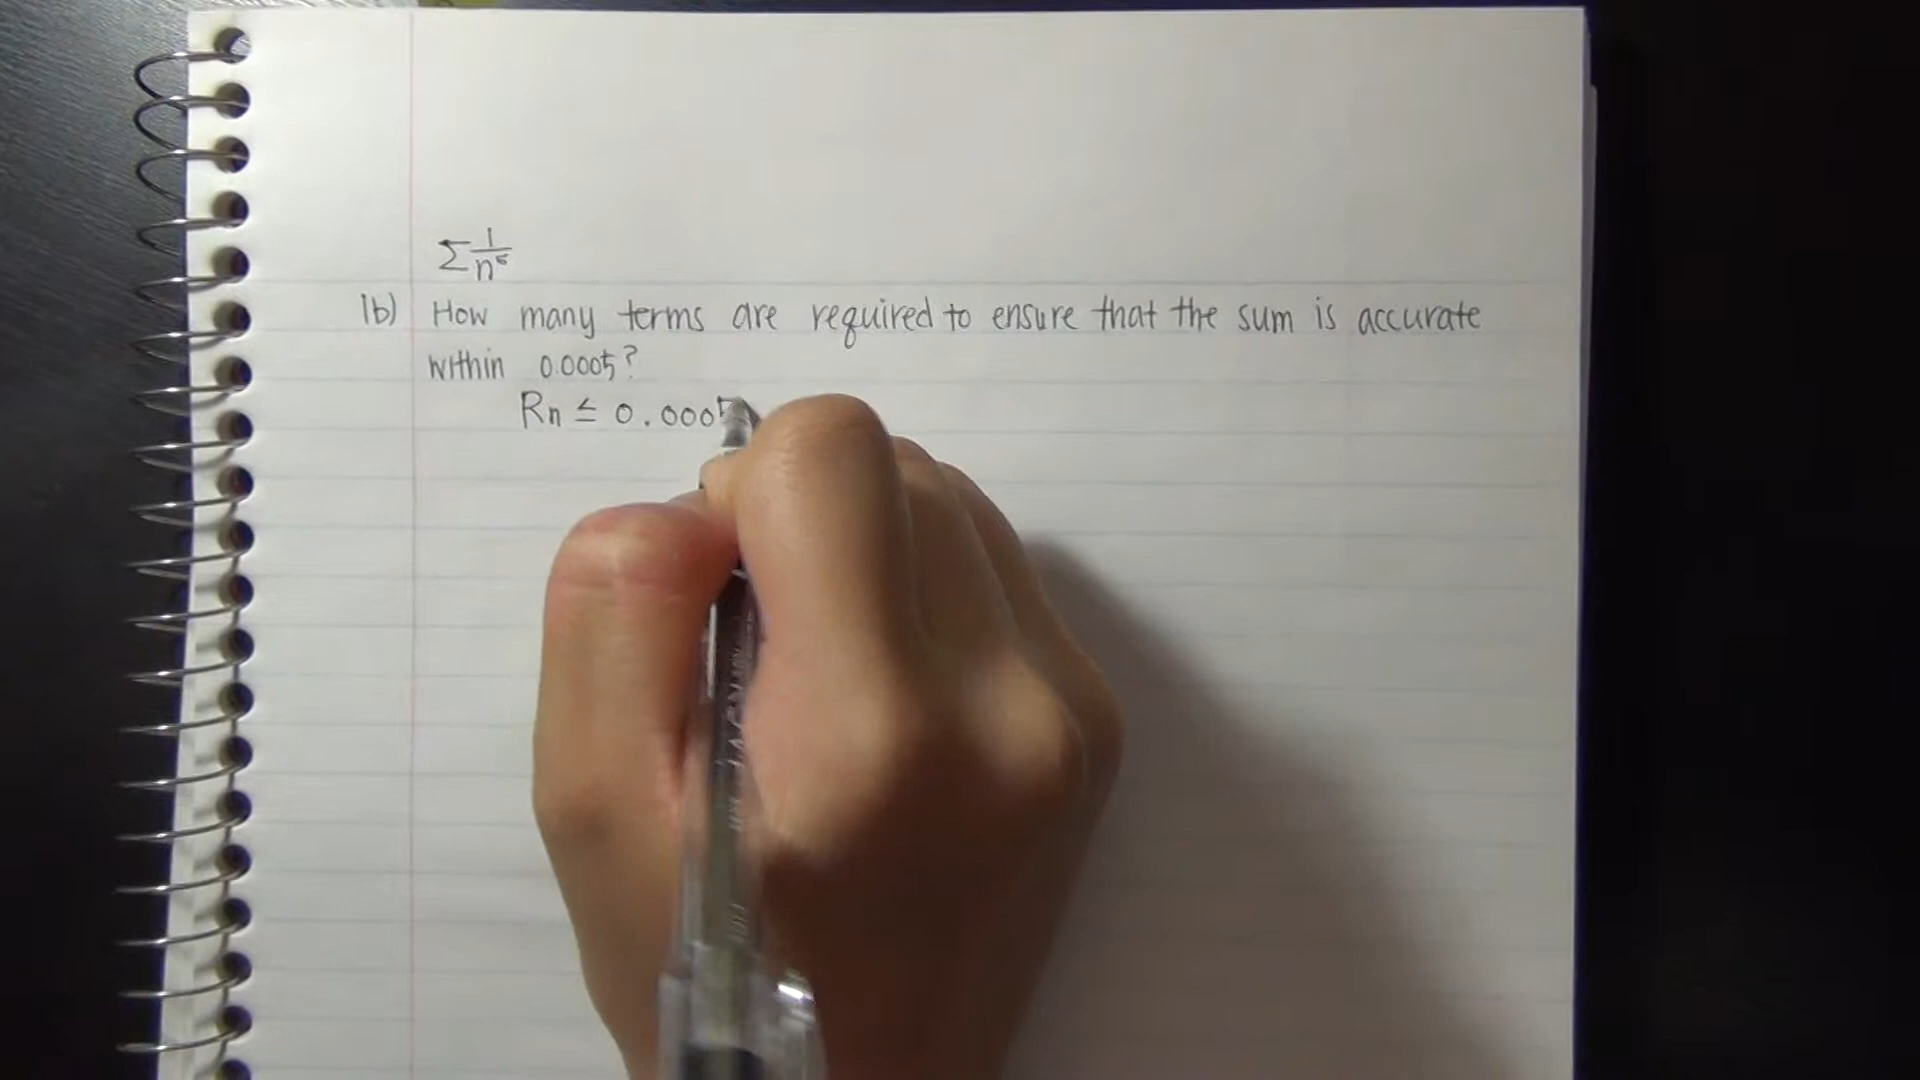 Σ 1/n⁵
1b) How many terms are required to ensure that the sum is accurate
within 0.0005?
Rn ≤ 0.0005